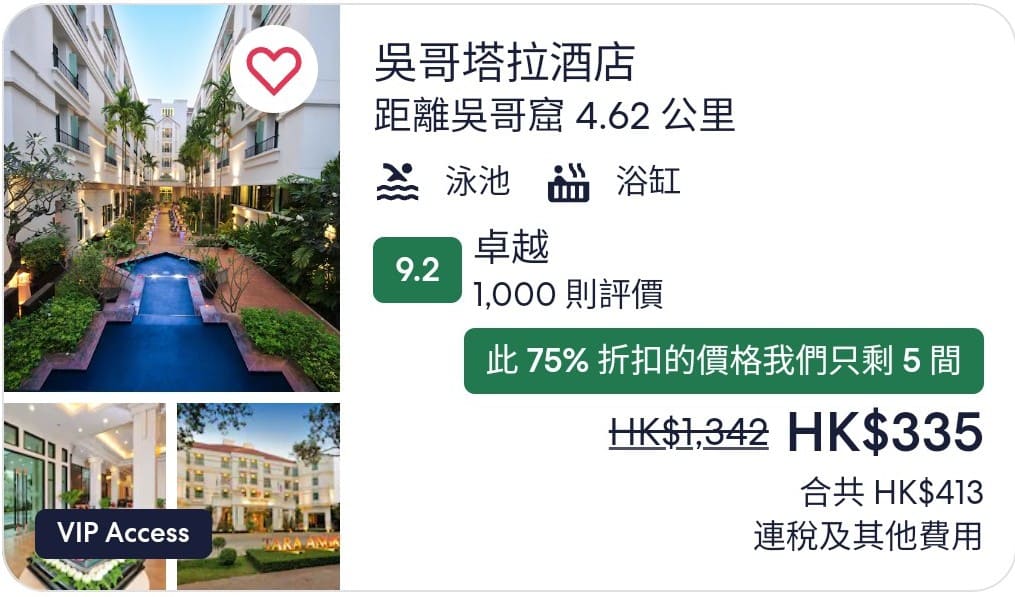 吳哥塔拉酒店
距離吳哥窟 4.62 公里
泳池 浴缸
9.2
卓越
1,000 則評價
此 75% 折扣的價格我們只剩 5 間
HK$1,342 HK$335
合共 HK$413
連稅及其他費用
VIP Access